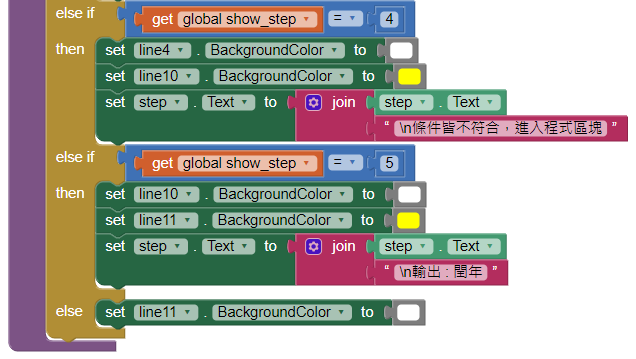 else if get global show_step = 4
then set line4 . BackgroundColor to
set line10 . BackgroundColor to
set step . Text to join step . Text
“ \n條件皆不符合，進入程式區塊 ”
else if get global show_step = 5
then set line10 . BackgroundColor to
set line11 . BackgroundColor to
set step . Text to join step . Text
“ \n輸出：閏年 ”
else set line11 . BackgroundColor to